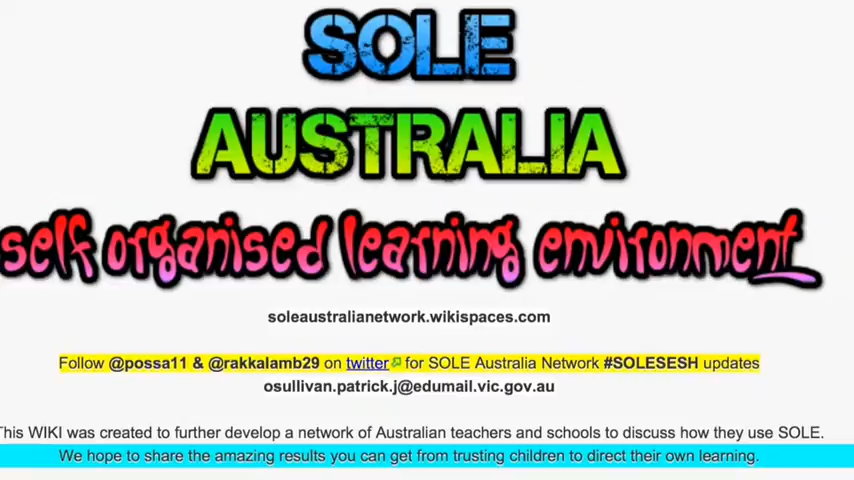 SOLE
AUSTRALIA
self organised learning environment
soleaustralianetwork.wikispaces.com
Follow @possa11 & @rakkalamb29 on twitter for SOLE Australia Network #SOLESESH updates
osullivan.patrick.j@edumail.vic.gov.au
This WIKI was created to further develop a network of Australian teachers and schools to discuss how they use SOLE.
We hope to share the amazing results you can get from trusting children to direct their own learning.